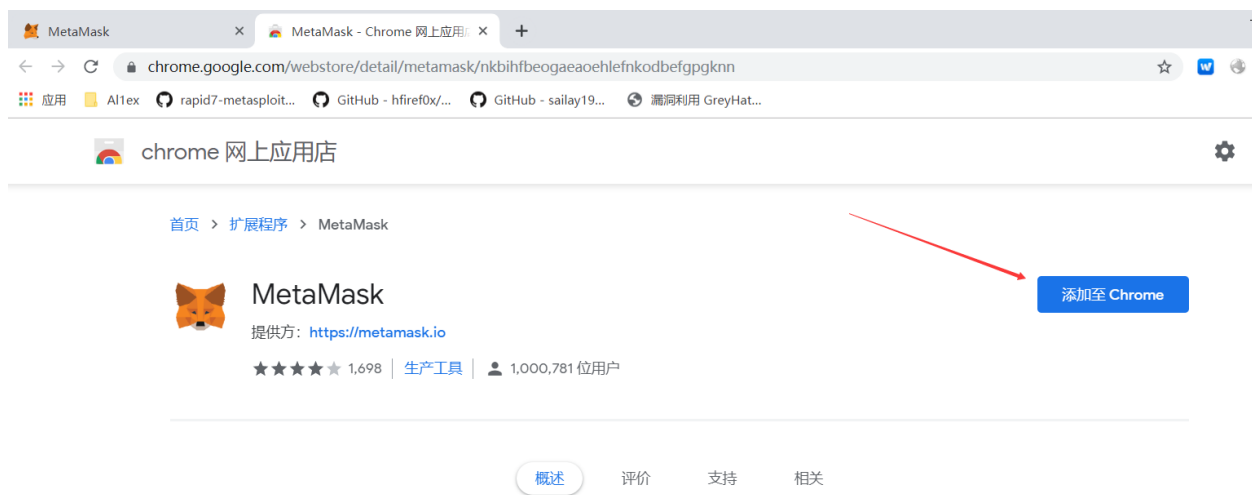 MetaMask
MetaMask - Chrome 网上应用
chrome.google.com/webstore/detail/metamask/nkbihfbeogaeaoehlefnkodbefgpgknn
应用 Al1ex rapid7-metasploit... GitHub - hfiref0x/... GitHub - sailay19... 漏洞利用 GreyHat...
chrome 网上应用店
首页 > 扩展程序 > MetaMask
MetaMask
添加至 Chrome
提供方: https://metamask.io
1,698 生产工具 1,000,781 位用户
概述 评价 支持 相关